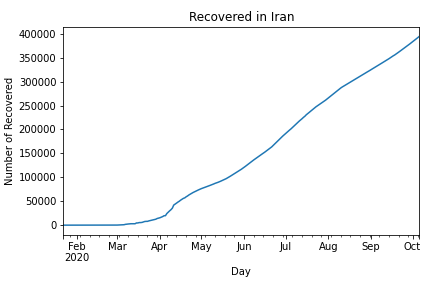 Recovered in Iran
400000
350000
300000
250000
200000
150000
100000
50000
0
Number of Recovered
Feb Mar Apr May Jun Jul Aug Sep Oct
2020
Day